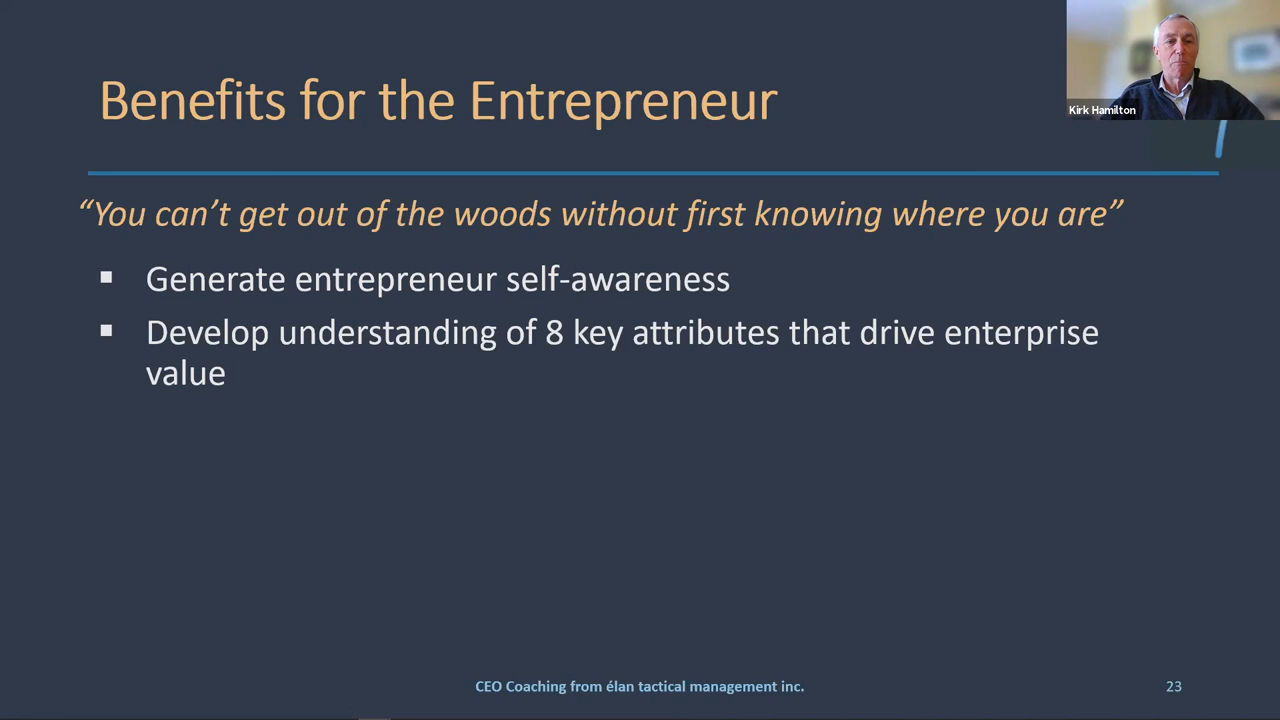 Benefits for the Entrepreneur
Kirk Hamilton
“You can’t get out of the woods without first knowing where you are”
▪ Generate entrepreneur self-awareness
▪ Develop understanding of 8 key attributes that drive enterprise
value
CEO Coaching from élan tactical management inc.
23